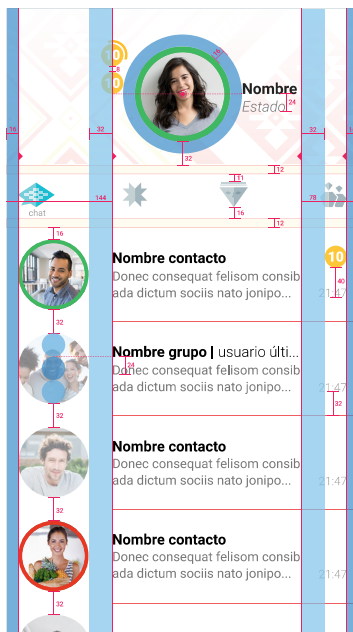 10
16
8
10
Nombre
Estado
24
16
32
32
32
12
11
144
78
chat
16
12
16
Nombre contacto
10
Donec consequat felisom consib
40
ada dictum sociis nato jonipo...
21:47
32
Nombre grupo | usuario últi...
24
Donec consequat felisom consib
ada dictum sociis nato jonipo...
21:47
32
32
Nombre contacto
Donec consequat felisom consib
ada dictum sociis nato jonipo...
21:47
32
Nombre contacto
Donec consequat felisom consib
ada dictum sociis nato jonipo...
21:47
32